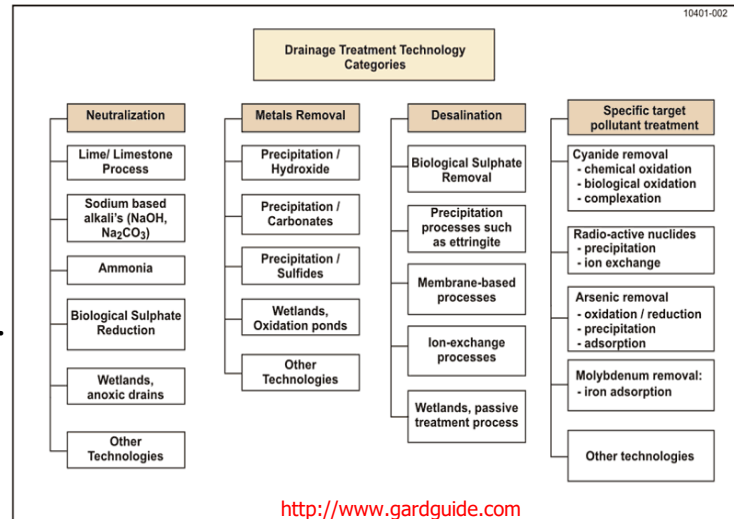 10401-002
Drainage Treatment Technology
Categories
Neutralization
Lime/ Limestone
Process
Sodium based
alkali's (NaOH,
Na₂CO₃)
Ammonia
Biological Sulphate
Reduction
Wetlands,
anoxic drains
Other
Technologies
Metals Removal
Precipitation /
Hydroxide
Precipitation /
Carbonates
Precipitation /
Sulfides
Wetlands,
Oxidation ponds
Other
Technologies
Desalination
Biological Sulphate
Removal
Precipitation
processes such
as ettringite
Membrane-based
processes
Ion-exchange
processes
Wetlands, passive
treatment process
Specific target
pollutant treatment
Cyanide removal
- chemical oxidation
- biological oxidation
- complexation
Radio-active nuclides
- precipitation
- ion exchange
Arsenic removal
- oxidation / reduction
- precipitation
- adsorption
Molybdenum removal:
- iron adsorption
Other technologies
http://www.gardguide.com